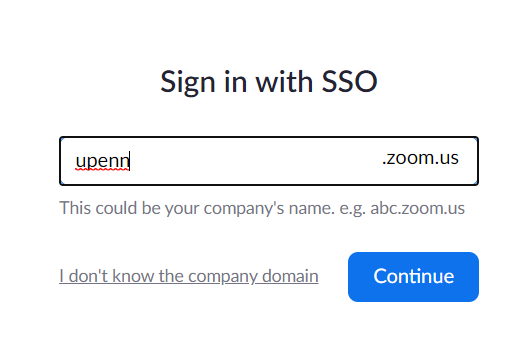 Sign in with SSO
upenn .zoom.us
This could be your company's name. e.g. abc.zoom.us
I don't know the company domain Continue